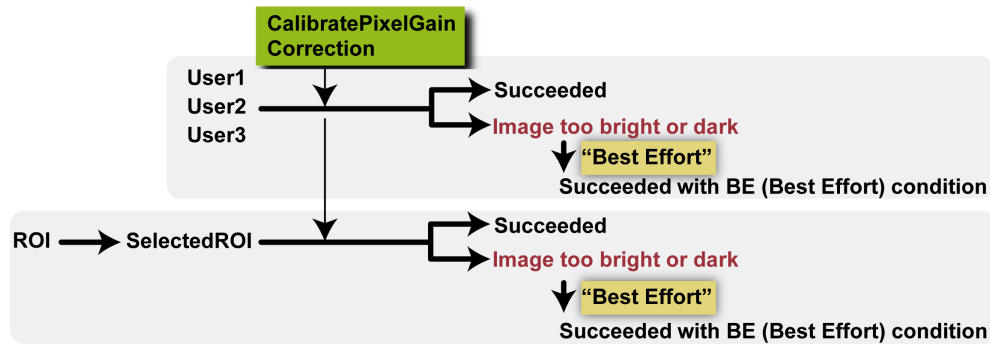 CalibratePixelGain
Correction
User1
User2
User3
Succeeded
Image too bright or dark
“Best Effort”
Succeeded with BE (Best Effort) condition
ROI
SelectedROI
Succeeded
Image too bright or dark
“Best Effort”
Succeeded with BE (Best Effort) condition